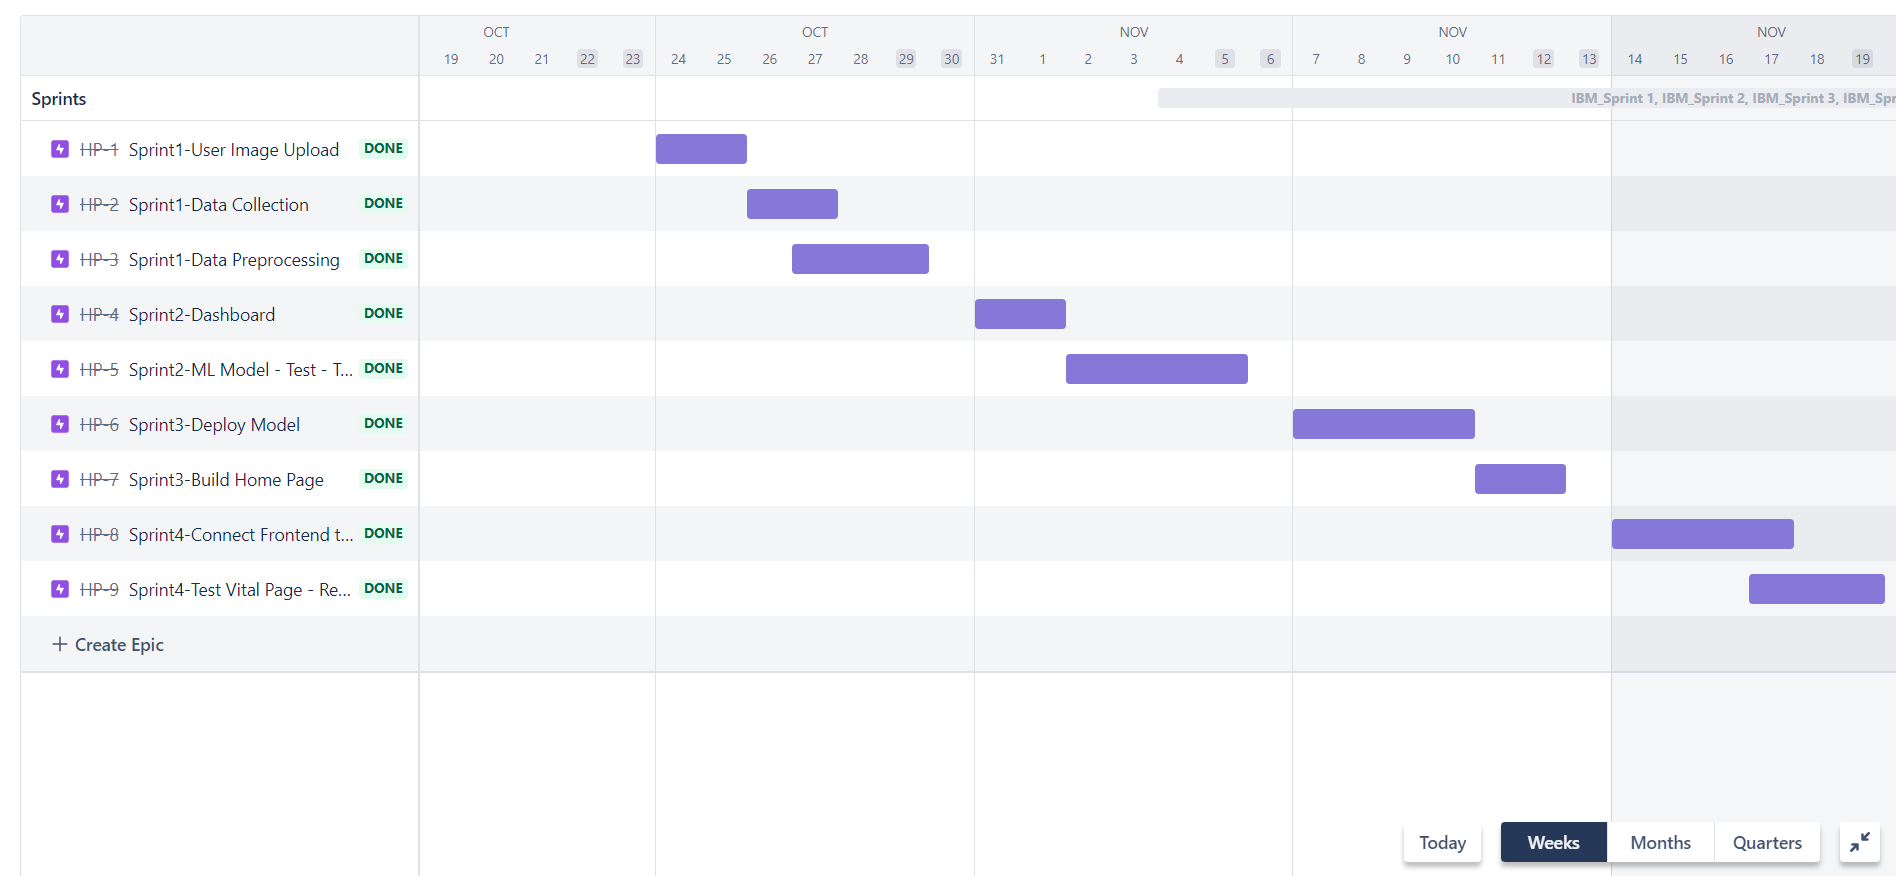 OCT OCT NOV NOV NOV
19 20 21 22 23 24 25 26 27 28 29 30 31 1 2 3 4 5 6 7 8 9 10 11 12 13 14 15 16 17 18 19
Sprints IBM_Sprint 1, IBM_Sprint 2, IBM_Sprint 3, IBM_Spr
HP-1 Sprint1-User Image Upload DONE
HP-2 Sprint1-Data Collection DONE
HP-3 Sprint1-Data Preprocessing DONE
HP-4 Sprint2-Dashboard DONE
HP-5 Sprint2-ML Model - Test - T... DONE
HP-6 Sprint3-Deploy Model DONE
HP-7 Sprint3-Build Home Page DONE
HP-8 Sprint4-Connect Frontend t... DONE
HP-9 Sprint4-Test Vital Page - Re... DONE
+ Create Epic
Today Weeks Months Quarters